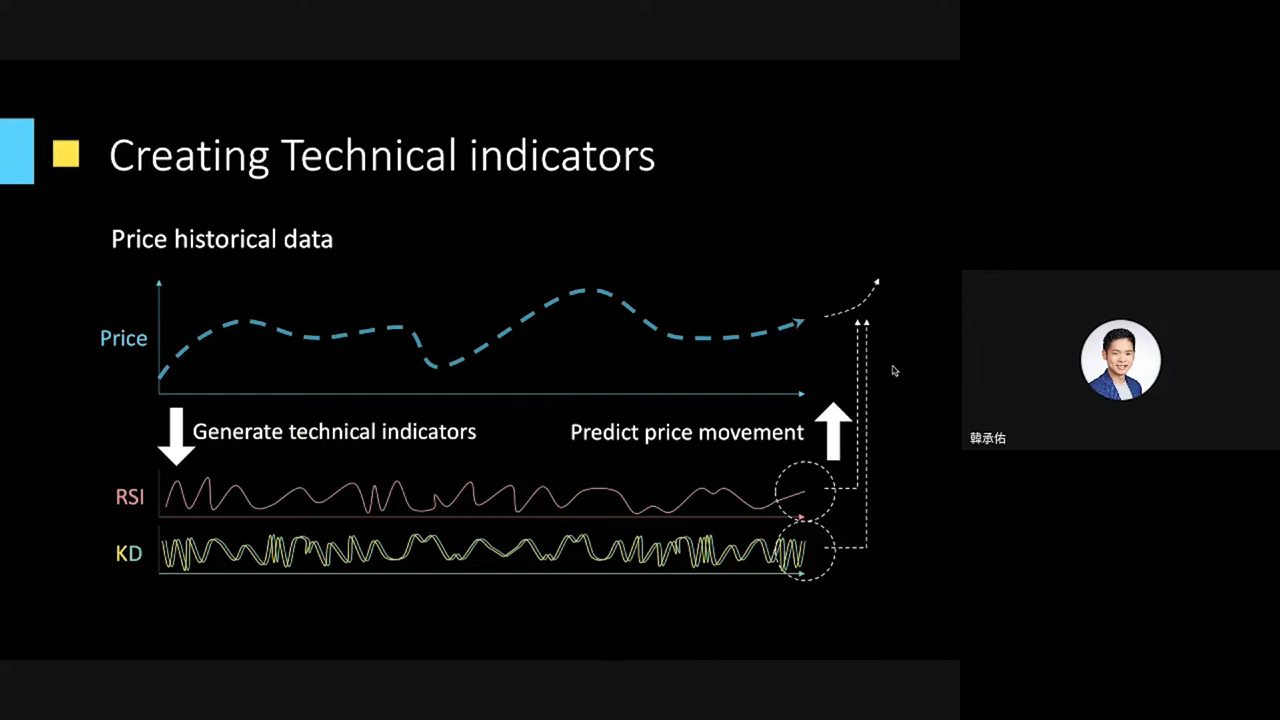 Creating Technical indicators
Price historical data
Price
Generate technical indicators
Predict price movement
RSI
KD
韓承佑